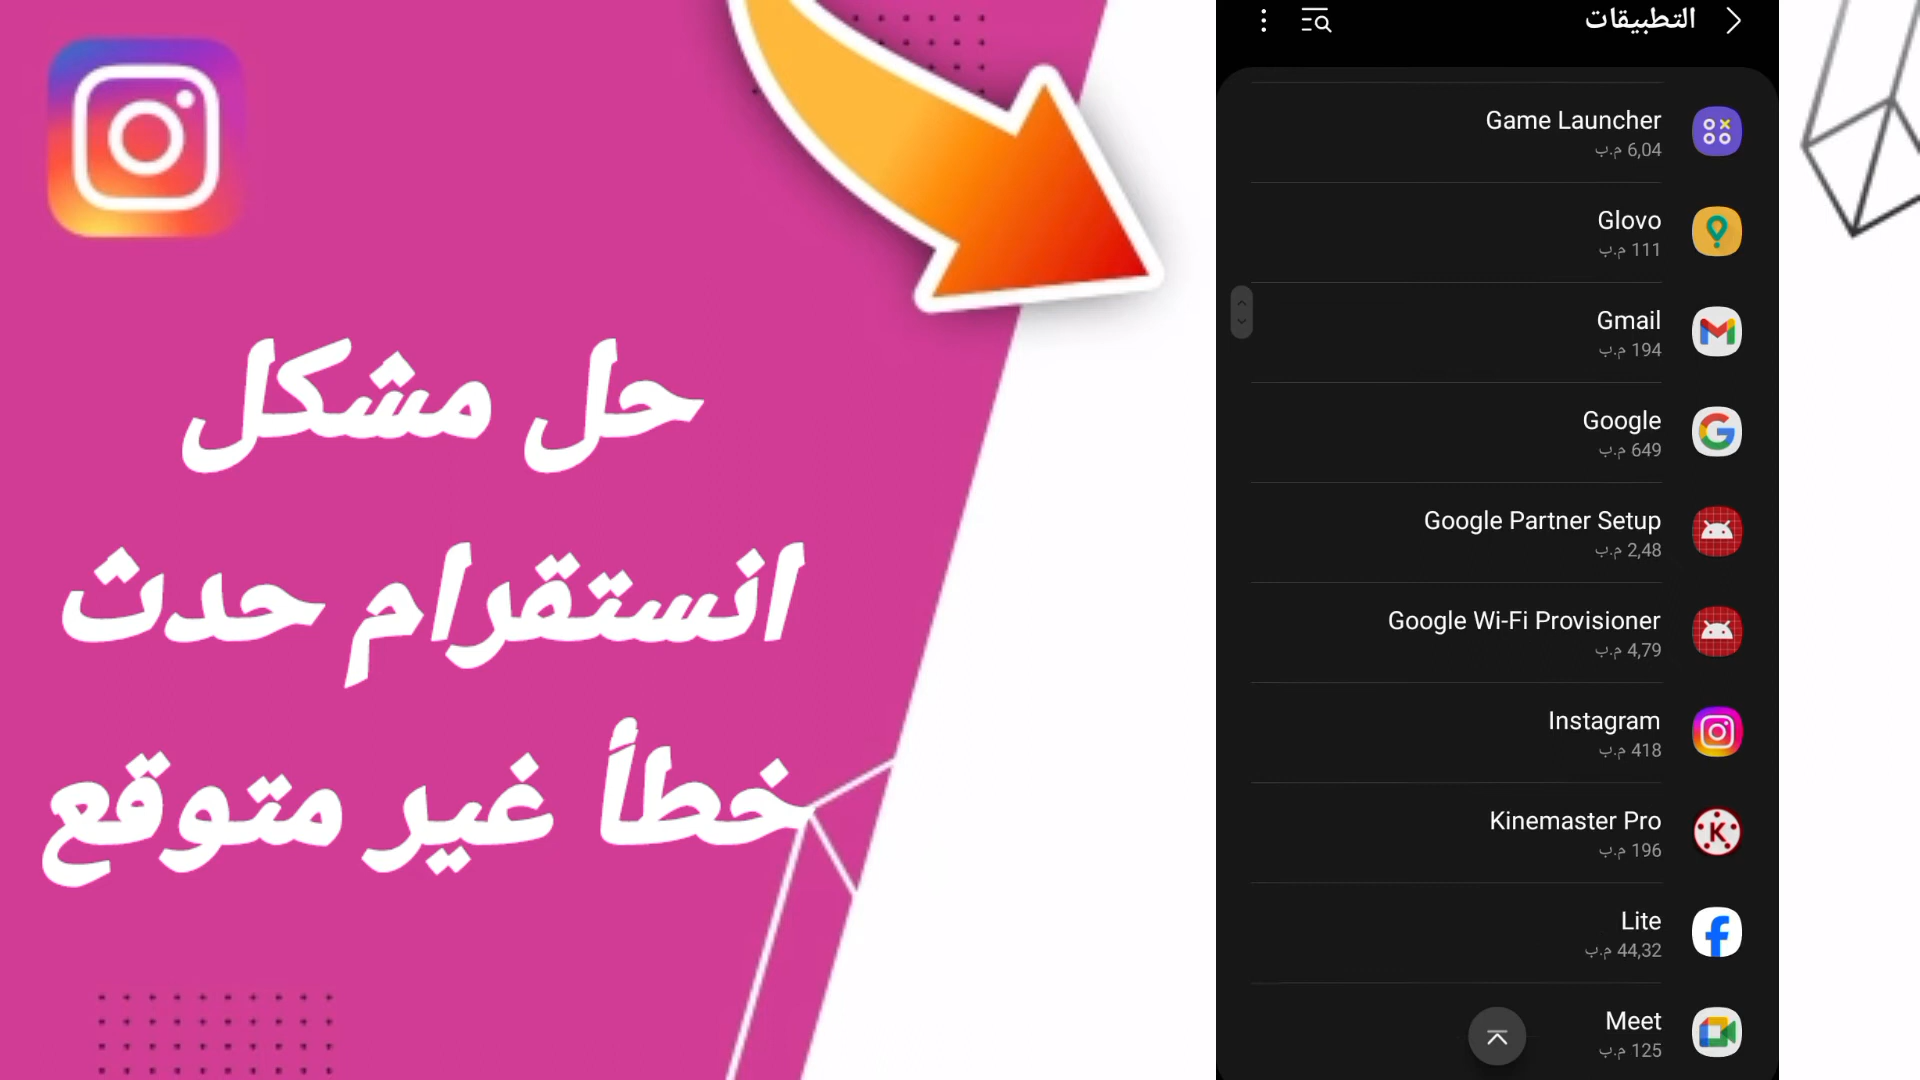 حل مشكل
انستقرام حدث
خطأ غير متوقع
التطبيقات
Game Launcher
6,04 م.ب
Glovo
111 م.ب
Gmail
194 م.ب
Google
649 م.ب
Google Partner Setup
2,48 م.ب
Google Wi-Fi Provisioner
4,79 م.ب
Instagram
418 م.ب
Kinemaster Pro
196 م.ب
Lite
44,32 م.ب
Meet
125 م.ب